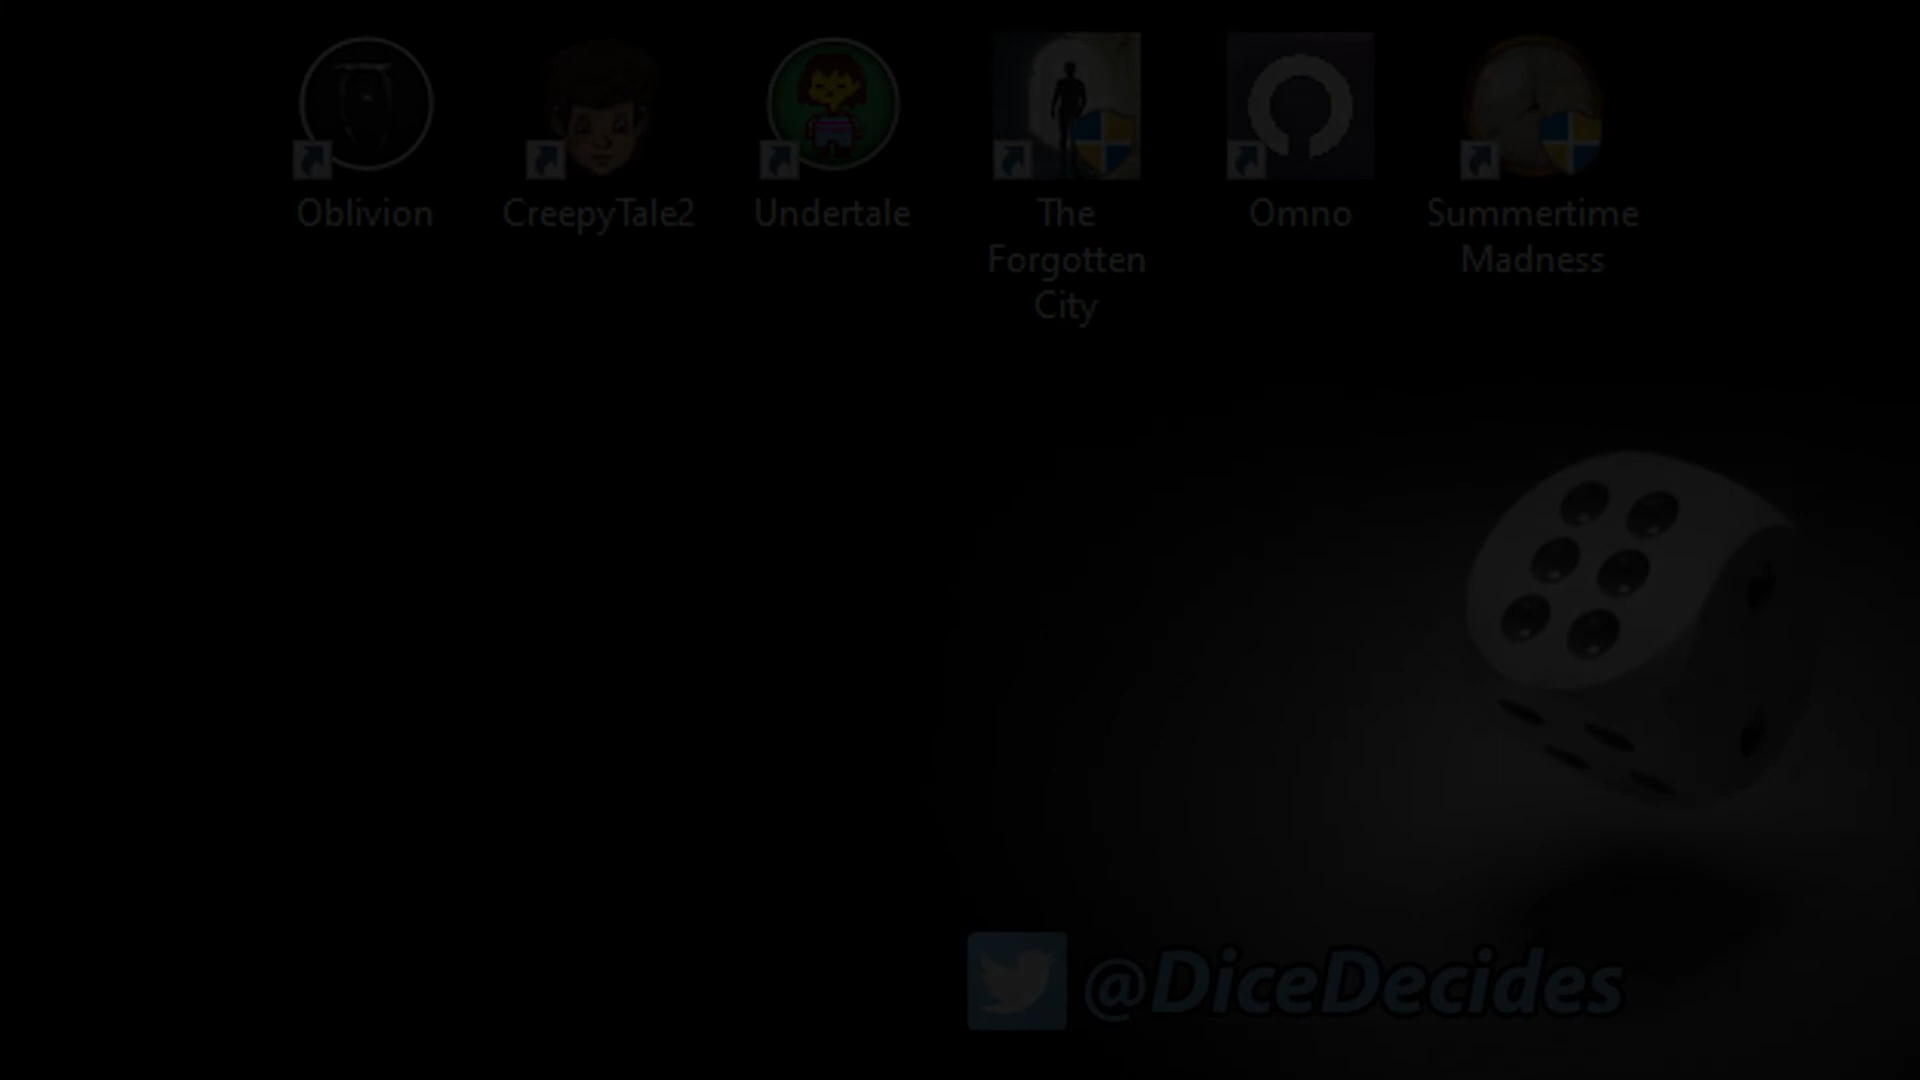 Oblivion
CreepyTale2
Undertale
The
Forgotten
City
Omno
Summertime
Madness
@DiceDecides